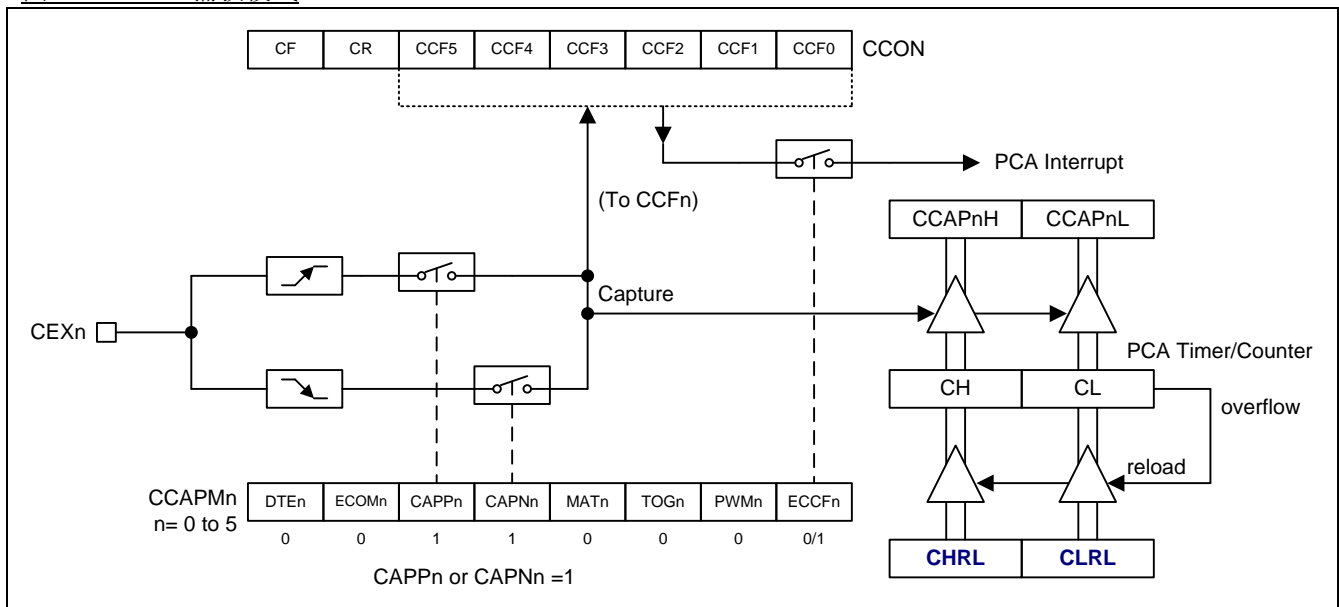 CF CR CCF5 CCF4 CCF3 CCF2 CCF1 CCF0 CCON
PCA Interrupt
(To CCFn)
CCAPnH CCAPnL
Capture
CEXn
PCA Timer/Counter
CH CL
overflow
reload
CCAPMn
n= 0 to 5
DTEn ECOMn CAPPn CAPNn MATn TOGn PWMn ECCFn
0 0 1 1 0 0 0 0/1
CHRL CLRL
CAPPn or CAPNn =1